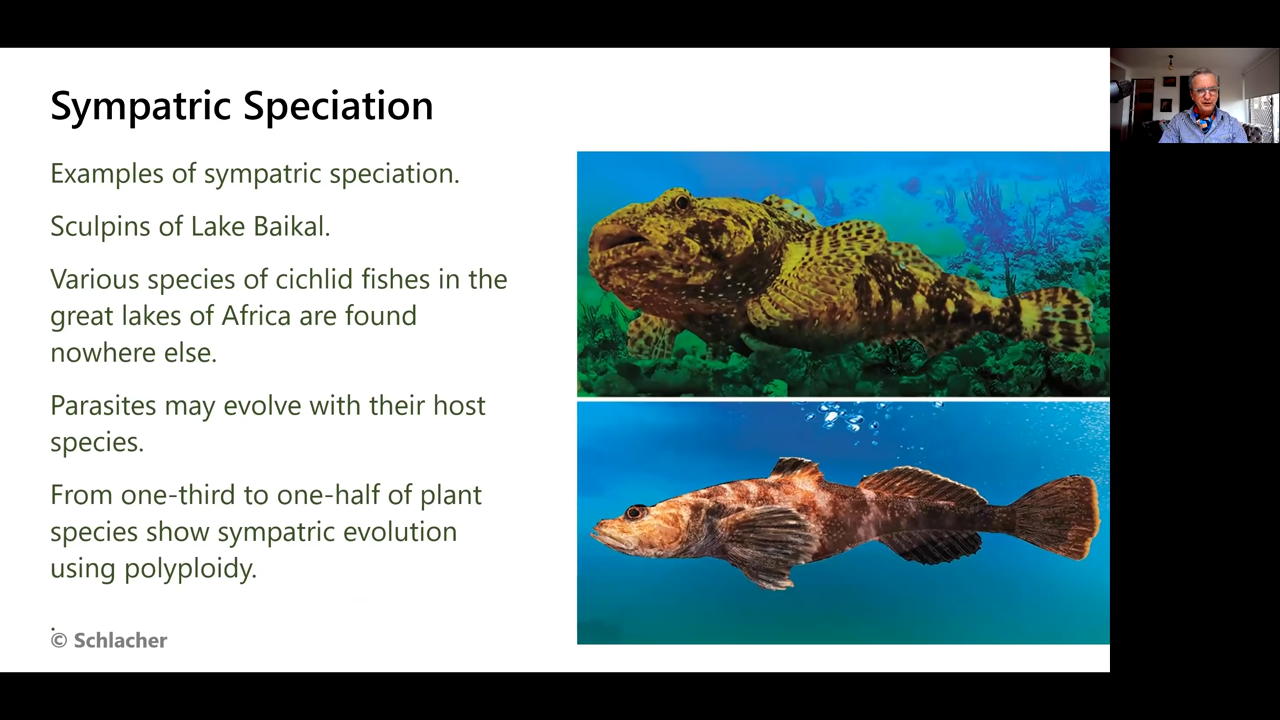 Sympatric Speciation
Examples of sympatric speciation.
Sculpins of Lake Baikal.
Various species of cichlid fishes in the
great lakes of Africa are found
nowhere else.
Parasites may evolve with their host
species.
From one-third to one-half of plant
species show sympatric evolution
using polyploidy.
.
© Schlacher